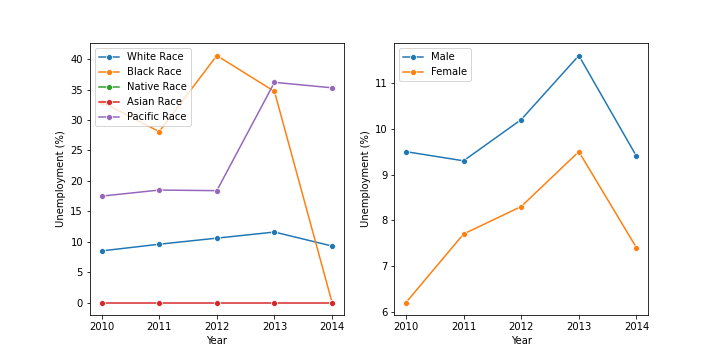 White Race
Black Race
Native Race
Asian Race
Pacific Race
40
35
30
25
20
15
10
5
0
Unemployment (%)
2010 2011 2012 2013 2014
Year
Male
Female
11
10
9
8
7
6
Unemployment (%)
2010 2011 2012 2013 2014
Year